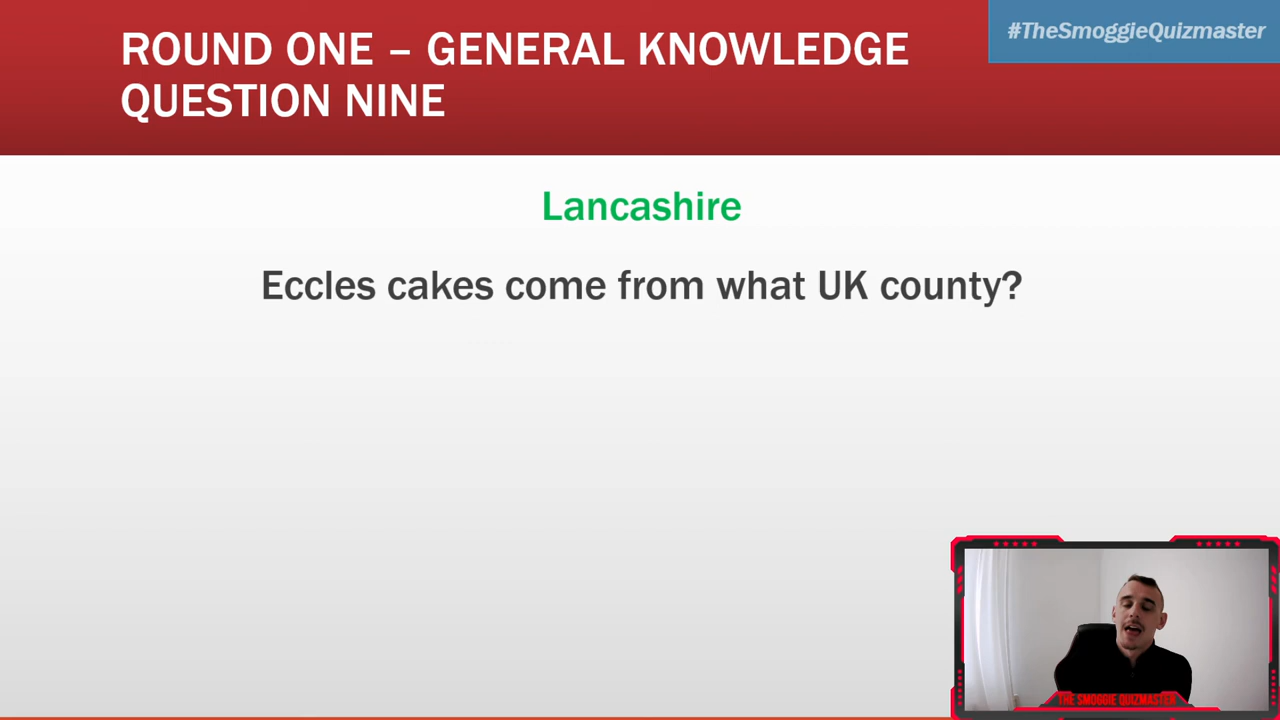 #TheSmoggieQuizmaster
ROUND ONE – GENERAL KNOWLEDGE
QUESTION NINE
Lancashire
Eccles cakes come from what UK county?
THE SMOGGIE QUIZMASTER